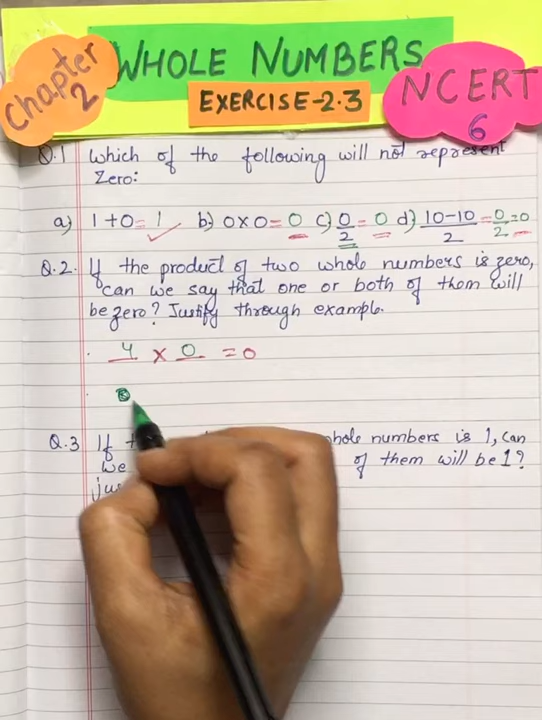 Chapter 2
WHOLE NUMBERS
EXERCISE-2.3
NCERT
6
Q.1 Which of the following will not represent
Zero:
a) 1+0=1 b) 0×0=0 c) 0/2=0 d) 10-10/2=0/2=0
Q.2. If the product of two whole numbers is zero,
can we say that one or both of them will
be zero? Justify through example.
4 × 0 = 0
Q.3 If whole numbers is 1, can
we of them will be 1?